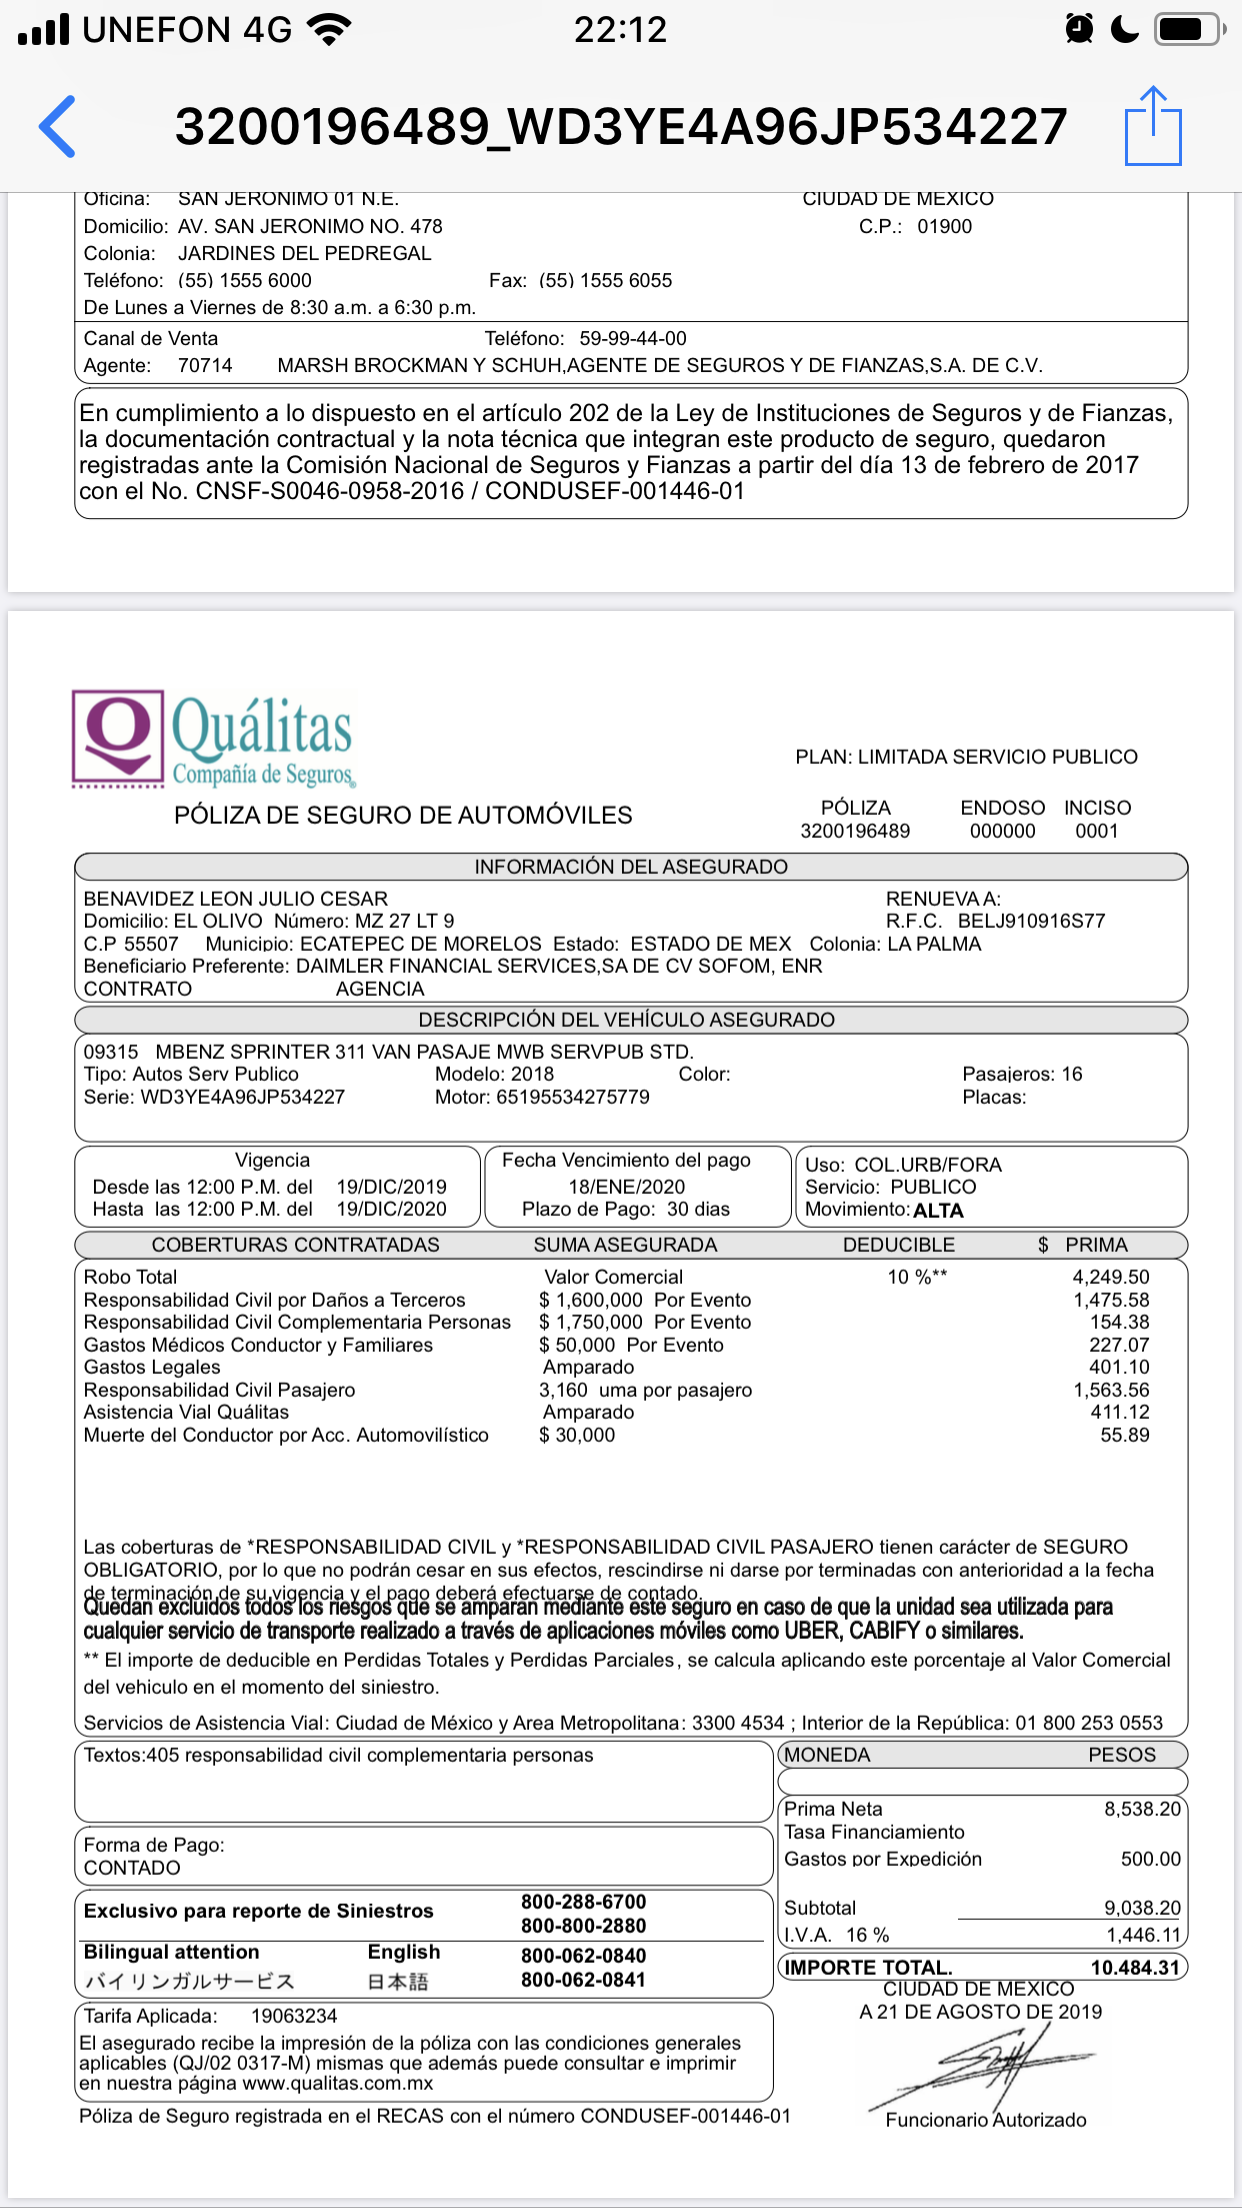 UNEFON 4G 22:12
3200196489_WD3YE4A96JP534227
Oficina: SAN JERONIMO 01 N.E. CIUDAD DE MEXICO
Domicilio: AV. SAN JERONIMO NO. 478 C.P.: 01900
Colonia: JARDINES DEL PEDREGAL
Teléfono: (55) 1555 6000 Fax: (55) 1555 6055
De Lunes a Viernes de 8:30 a.m. a 6:30 p.m.
Canal de Venta Teléfono: 59-99-44-00
Agente: 70714 MARSH BROCKMAN Y SCHUH,AGENTE DE SEGUROS Y DE FIANZAS,S.A. DE C.V.
En cumplimiento a lo dispuesto en el artículo 202 de la Ley de Instituciones de Seguros y de Fianzas,
la documentación contractual y la nota técnica que integran este producto de seguro, quedaron
registradas ante la Comisión Nacional de Seguros y Fianzas a partir del día 13 de febrero de 2017
con el No. CNSF-S0046-0958-2016 / CONDUSEF-001446-01
Q Quálitas
Compañía de Seguros®
PLAN: LIMITADA SERVICIO PUBLICO
PÓLIZA DE SEGURO DE AUTOMÓVILES
PÓLIZA ENDOSO INCISO
3200196489 000000 0001
INFORMACIÓN DEL ASEGURADO
BENAVIDEZ LEON JULIO CESAR RENUEVA A:
Domicilio: EL OLIVO Número: MZ 27 LT 9 R.F.C. BELJ910916S77
C.P 55507 Municipio: ECATEPEC DE MORELOS Estado: ESTADO DE MEX Colonia: LA PALMA
Beneficiario Preferente: DAIMLER FINANCIAL SERVICES,SA DE CV SOFOM, ENR
CONTRATO AGENCIA
DESCRIPCIÓN DEL VEHÍCULO ASEGURADO
09315 MBENZ SPRINTER 311 VAN PASAJE MWB SERVPUB STD.
Tipo: Autos Serv Publico Modelo: 2018 Color: Pasajeros: 16
Serie: WD3YE4A96JP534227 Motor: 65195534275779 Placas:
Vigencia
Desde las 12:00 P.M. del 19/DIC/2019
Hasta las 12:00 P.M. del 19/DIC/2020
Fecha Vencimiento del pago
18/ENE/2020
Plazo de Pago: 30 dias
Uso: COL.URB/FORA
Servicio: PUBLICO
Movimiento: ALTA
COBERTURAS CONTRATADAS SUMA ASEGURADA DEDUCIBLE $ PRIMA
Robo Total Valor Comercial 10 %** 4,249.50
Responsabilidad Civil por Daños a Terceros $ 1,600,000 Por Evento 1,475.58
Responsabilidad Civil Complementaria Personas $ 1,750,000 Por Evento 154.38
Gastos Médicos Conductor y Familiares $ 50,000 Por Evento 227.07
Gastos Legales Amparado 401.10
Responsabilidad Civil Pasajero 3,160 uma por pasajero 1,563.56
Asistencia Vial Quálitas Amparado 411.12
Muerte del Conductor por Acc. Automovilístico $ 30,000 55.89
Las coberturas de *RESPONSABILIDAD CIVIL y *RESPONSABILIDAD CIVIL PASAJERO tienen carácter de SEGURO
OBLIGATORIO, por lo que no podrán cesar en sus efectos, rescindirse ni darse por terminadas con anterioridad a la fecha
de terminación de su vigencia y el pago deberá efectuarse de contado.
Quedan excluidos todos los riesgos que se amparan mediante este seguro en caso de que la unidad sea utilizada para
cualquier servicio de transporte realizado a través de aplicaciones móviles como UBER, CABIFY o similares.
** El importe de deducible en Perdidas Totales y Perdidas Parciales, se calcula aplicando este porcentaje al Valor Comercial
del vehiculo en el momento del siniestro.
Servicios de Asistencia Vial: Ciudad de México y Area Metropolitana: 3300 4534 ; Interior de la República: 01 800 253 0553
Textos:405 responsabilidad civil complementaria personas
Forma de Pago:
CONTADO
Exclusivo para reporte de Siniestros 800-288-6700
800-800-2880
Bilingual attention English 800-062-0840
バイリンガルサービス 日本語 800-062-0841
MONEDA PESOS
Prima Neta 8,538.20
Tasa Financiamiento
Gastos por Expedición 500.00
Subtotal 9,038.20
I.V.A. 16 % 1,446.11
IMPORTE TOTAL. 10.484.31
CIUDAD DE MEXICO
A 21 DE AGOSTO DE 2019
Funcionario Autorizado
Tarifa Aplicada: 19063234
El asegurado recibe la impresión de la póliza con las condiciones generales
aplicables (QJ/02 0317-M) mismas que además puede consultar e imprimir
en nuestra página www.qualitas.com.mx
Póliza de Seguro registrada en el RECAS con el número CONDUSEF-001446-01